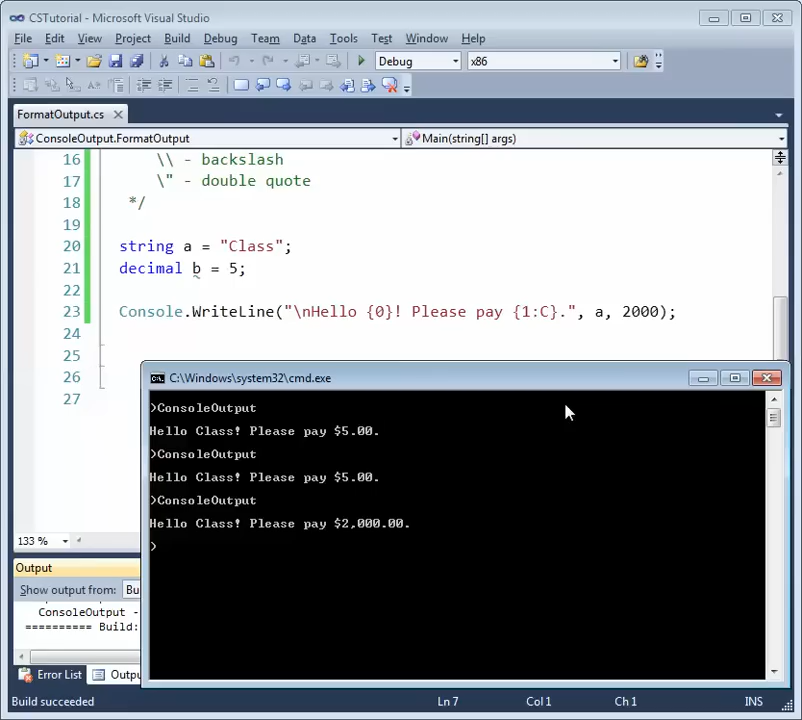 CSTutorial - Microsoft Visual Studio
File Edit View Project Build Debug Team Data Tools Test Window Help
Debug x86
FormatOutput.cs
ConsoleOutput.FormatOutput Main(string[] args)
16 \\ - backslash
17 \" - double quote
18 */
19
20 string a = "Class";
21 decimal b = 5;
22
23 Console.WriteLine("\nHello {0}! Please pay {1:C}.", a, 2000);
24
25
26
27
C:\Windows\system32\cmd.exe
>ConsoleOutput
Hello Class! Please pay $5.00.
>ConsoleOutput
Hello Class! Please pay $5.00.
>ConsoleOutput
Hello Class! Please pay $2,000.00.
>
133 %
Output
Show output from: Bu
ConsoleOutput -
========== Build:
Error List Outpu
Build succeeded Ln 7 Col 1 Ch 1 INS